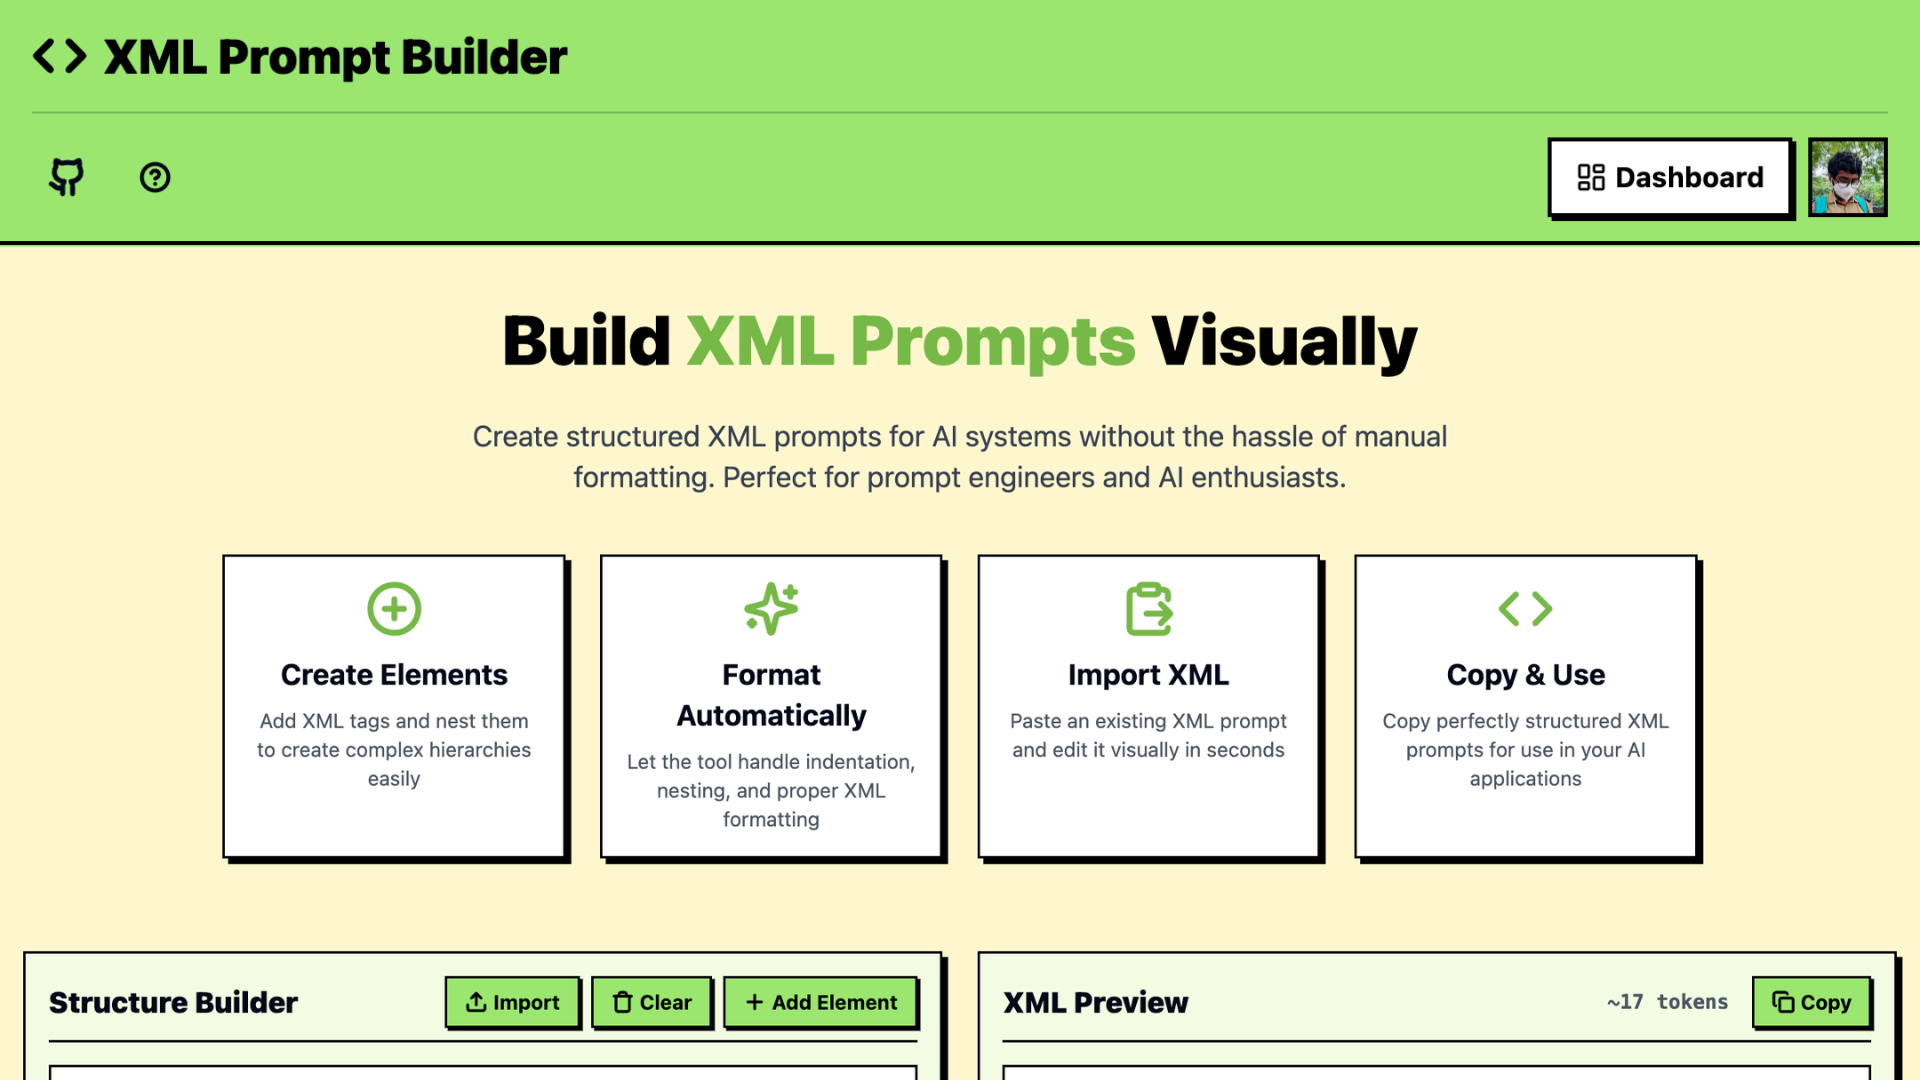 XML Prompt Builder
Dashboard
Build XML Prompts Visually
Create structured XML prompts for AI systems without the hassle of manual
formatting. Perfect for prompt engineers and AI enthusiasts.
Create Elements
Add XML tags and nest them
to create complex hierarchies
easily
Format
Automatically
Let the tool handle indentation,
nesting, and proper XML
formatting
Import XML
Paste an existing XML prompt
and edit it visually in seconds
Copy & Use
Copy perfectly structured XML
prompts for use in your AI
applications
Structure Builder
Import
Clear
Add Element
XML Preview
~17 tokens
Copy